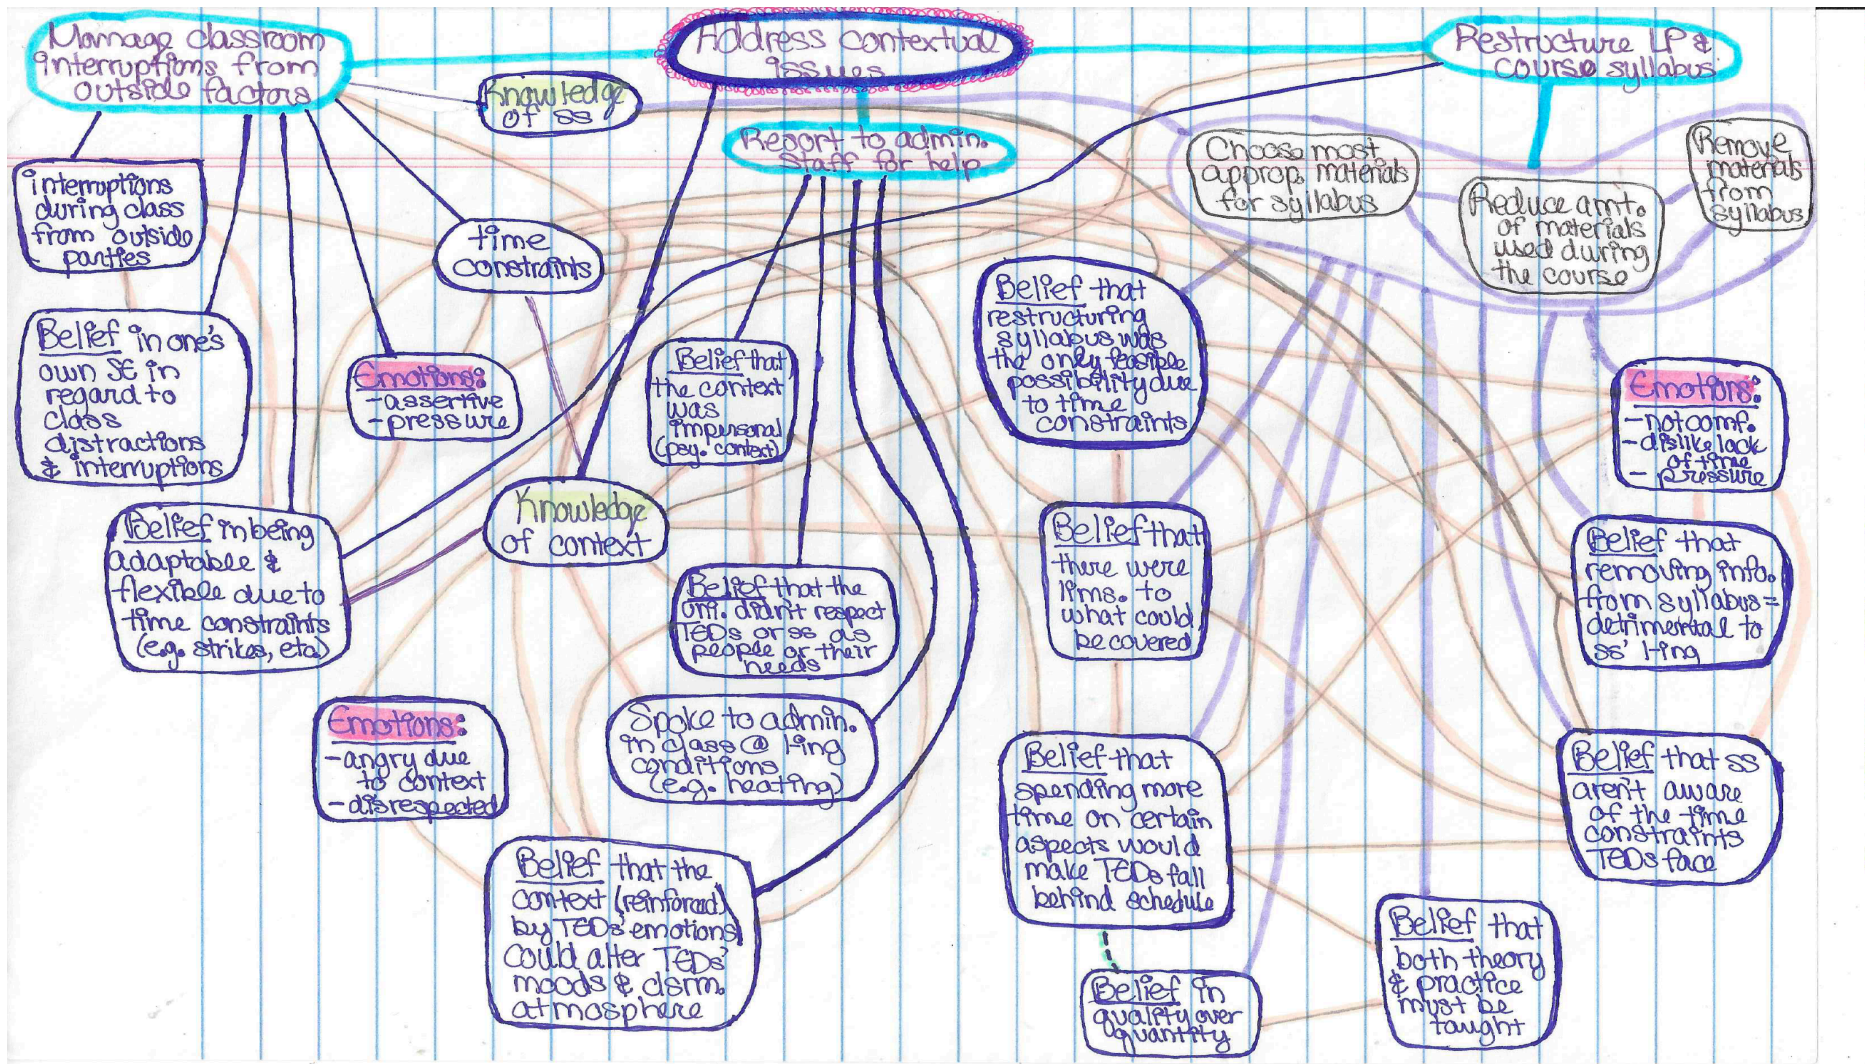 Manage classroom
interruptions from
outside factors
Address contextual
issues
Restructure LP &
course syllabus
Knowledge
of ss
Report to admin.
staff for help
Choose most
approp. materials
for syllabus
Remove
materials
from
syllabus
Reduce amt.
of materials
used during
the course
interruptions
during class
from outside
parties
time
constraints
Belief that
restructuring
syllabus was
the only feasible
possibility due
to time
constraints
Belief in one's
own SE in
regard to
class
distractions
& interruptions
Emotions:
-assertive
-pressure
Belief that
the context
was
impersonal
(psy. context)
Emotions:
-not comf.
-dislike lack
of time
-pressure
Knowledge
of context
Belief in being
adaptable &
flexible due to
time constraints
(e.g. strikes, etc.)
Belief that
there were
lims. to
what could
be covered
Belief that
removing info.
from syllabus =
detrimental to
ss' l-ing
Belief that the
uni. didn't respect
TEDs or ss as
people or their
needs
Emotions:
-angry due
to context
-disrespected
Spoke to admin.
in class @ l-ing
conditions
(e.g. heating)
Belief that
spending more
time on certain
aspects would
make TEDs fall
behind schedule
Belief that ss
aren't aware
of the time
constraints
TEDs face
Belief that the
context (reinforced)
by TEDs' emotions
could alter TEDs'
moods & clsrm.
atmosphere
Belief that
both theory
& practice
must be
taught
Belief in
quality over
quantity